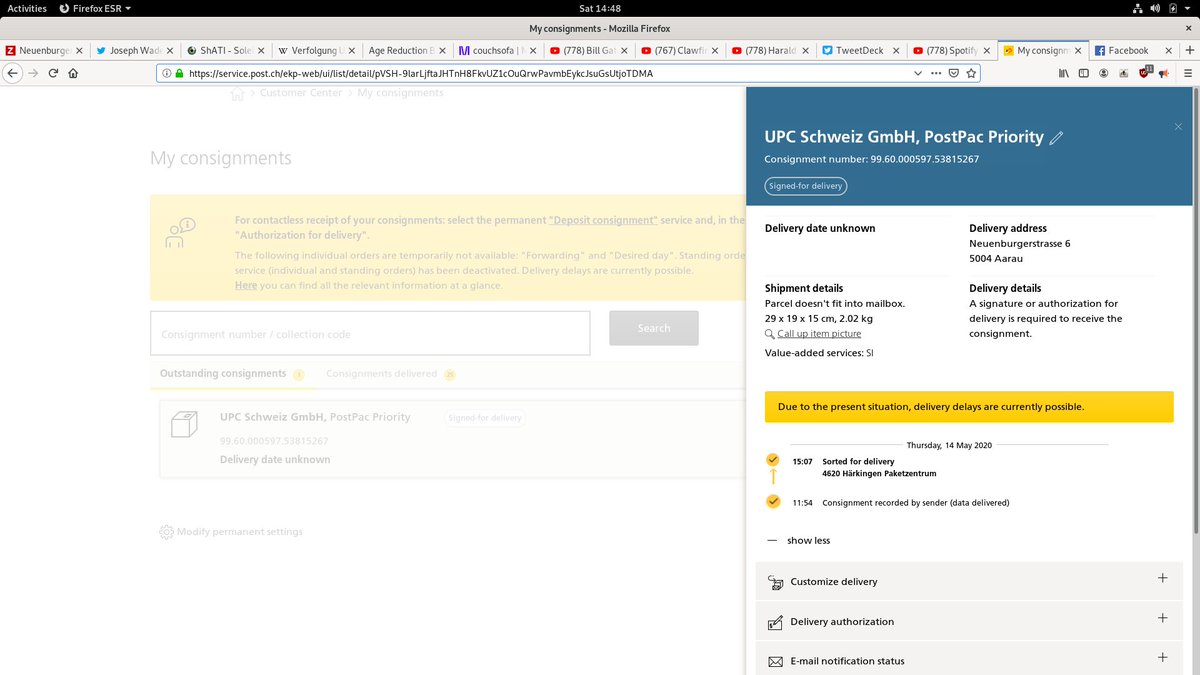 Activities Firefox ESR Sat 14:48
My consignments - Mozilla Firefox
Neuenburger Joseph Wad ShATI - Sole Verfolgung U Age Reduction B couchsofa | M (778) Bill Ga (767) Clawfin (778) Harald TweetDeck (778) Spotify My consignm Facebook
https://service.post.ch/ekp-web/ui/list/detail/pVSH-9IarLjftaJHTnH8FkvUZ1cOuQrwPavmbEykcJsuGsUtjoTDMA
Customer Center > My consignments
My consignments
For contactless receipt of your consignments: select the permanent "Deposit consignment" service and, in the
"Authorization for delivery".
The following individual orders are temporarily not available: "Forwarding" and "Desired day". Standing orde
service (individual and standing orders) has been deactivated. Delivery delays are currently possible.
Here you can find all the relevant information at a glance.
Consignment number / collection code
Search
Outstanding consignments 1 Consignments delivered
UPC Schweiz GmbH, PostPac Priority Signed-for delivery
99.60.000597.53815267
Delivery date unknown
Modify permanent settings
UPC Schweiz GmbH, PostPac Priority
Consignment number: 99.60.000597.53815267
Signed-for delivery
Delivery date unknown
Delivery address
Neuenburgerstrasse 6
5004 Aarau
Shipment details
Parcel doesn't fit into mailbox.
29 x 19 x 15 cm, 2.02 kg
Call up item picture
Value-added services: SI
Delivery details
A signature or authorization for
delivery is required to receive the
consignment.
Due to the present situation, delivery delays are currently possible.
Thursday, 14 May 2020
15:07 Sorted for delivery
4620 Härkingen Paketzentrum
11:54 Consignment recorded by sender (data delivered)
show less
Customize delivery
Delivery authorization
E-mail notification status